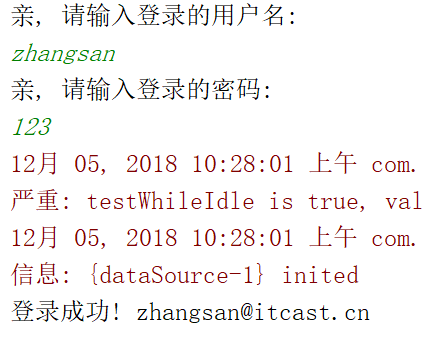 亲, 请输入登录的用户名:
zhangsan
亲, 请输入登录的密码:
123
12月 05, 2018 10:28:01 上午 com.
严重: testWhileIdle is true, val
12月 05, 2018 10:28:01 上午 com.
信息: {dataSource-1} inited
登录成功! zhangsan@itcast.cn